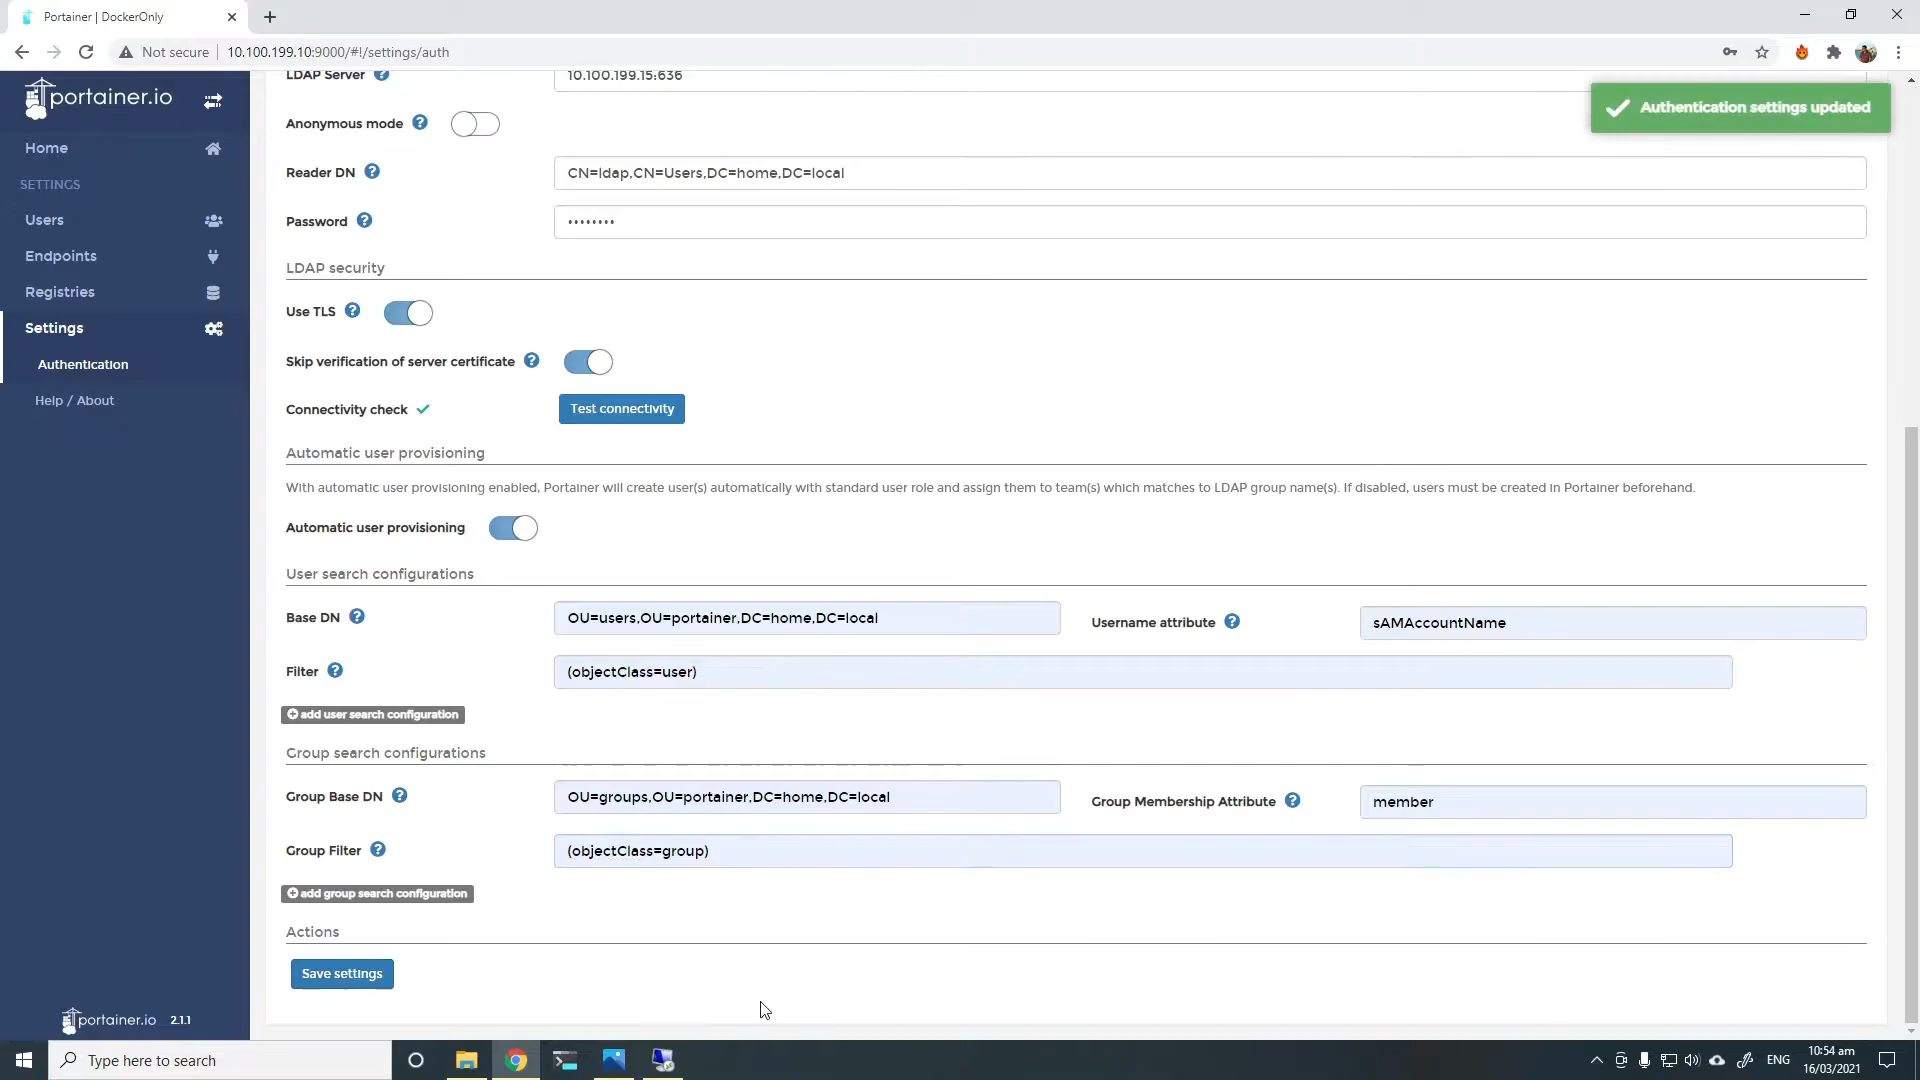 Portainer | DockerOnly
Not secure
10.100.199.10:9000/#!/settings/auth
portainer.io
Home
SETTINGS
Users
Endpoints
Registries
Settings
Authentication
Help / About
portainer.io 2.1.1
LDAP Server
10.100.199.15:636
Authentication settings updated
Anonymous mode
Reader DN
CN=ldap,CN=Users,DC=home,DC=local
Password
••••••••
LDAP security
Use TLS
Skip verification of server certificate
Connectivity check
Test connectivity
Automatic user provisioning
With automatic user provisioning enabled, Portainer will create user(s) automatically with standard user role and assign them to team(s) which matches to LDAP group name(s). If disabled, users must be created in Portainer beforehand.
Automatic user provisioning
User search configurations
Base DN
OU=users,OU=portainer,DC=home,DC=local
Username attribute
sAMAccountName
Filter
(objectClass=user)
add user search configuration
Group search configurations
Group Base DN
OU=groups,OU=portainer,DC=home,DC=local
Group Membership Attribute
member
Group Filter
(objectClass=group)
add group search configuration
Actions
Save settings
Type here to search
ENG
10:54 am
16/03/2021